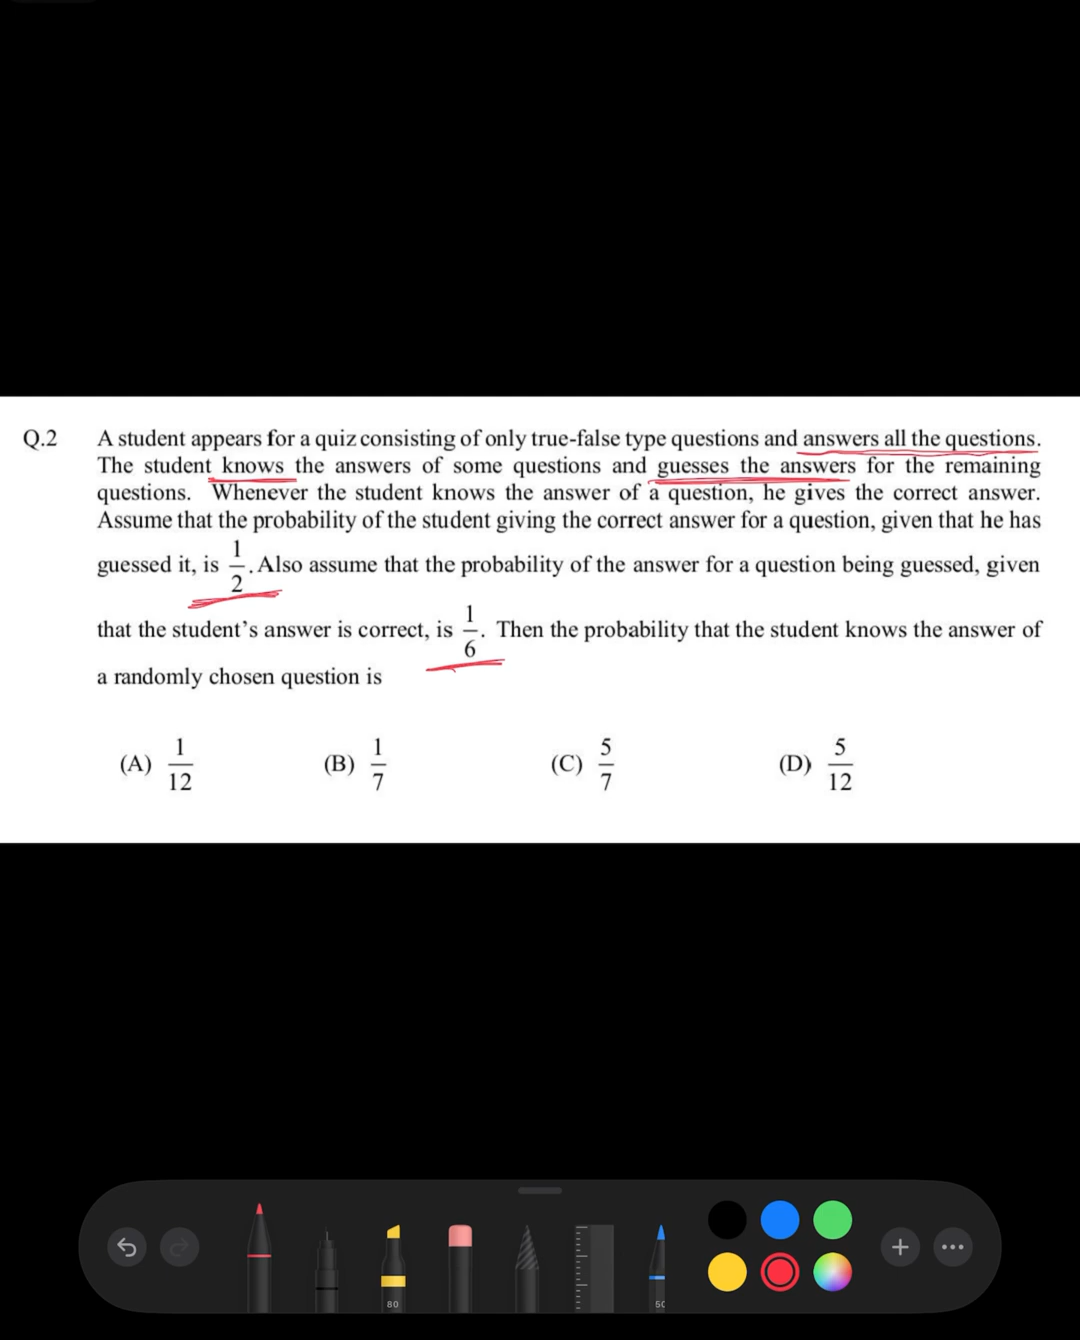 Q.2 A student appears for a quiz consisting of only true-false type questions and answers all the questions.
The student knows the answers of some questions and guesses the answers for the remaining
questions. Whenever the student knows the answer of a question, he gives the correct answer.
Assume that the probability of the student giving the correct answer for a question, given that he has
guessed it, is 1/2. Also assume that the probability of the answer for a question being guessed, given
that the student's answer is correct, is 1/6. Then the probability that the student knows the answer of
a randomly chosen question is
(A) 1/12 (B) 1/7 (C) 5/7 (D) 5/12
80
50